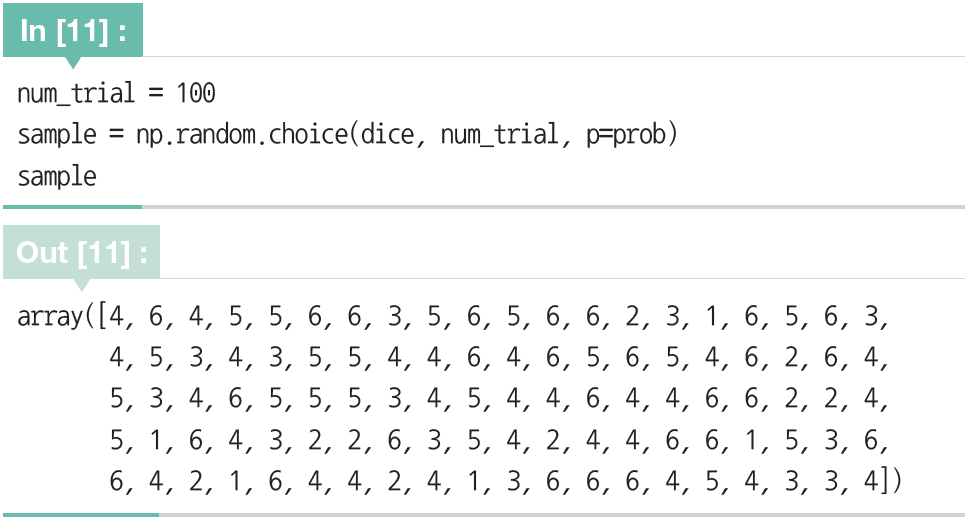 In [11] :
num_trial = 100
sample = np.random.choice(dice, num_trial, p=prob)
sample
Out [11] :
array([4, 6, 4, 5, 5, 6, 6, 3, 5, 6, 5, 6, 6, 2, 3, 1, 6, 5, 6, 3,
4, 5, 3, 4, 3, 5, 5, 4, 4, 6, 4, 6, 5, 6, 5, 4, 6, 2, 6, 4,
5, 3, 4, 6, 5, 5, 5, 3, 4, 5, 4, 4, 6, 4, 4, 6, 6, 2, 2, 4,
5, 1, 6, 4, 3, 2, 2, 6, 3, 5, 4, 2, 4, 4, 6, 6, 1, 5, 3, 6,
6, 4, 2, 1, 6, 4, 4, 2, 4, 1, 3, 6, 6, 6, 4, 5, 4, 3, 3, 4])